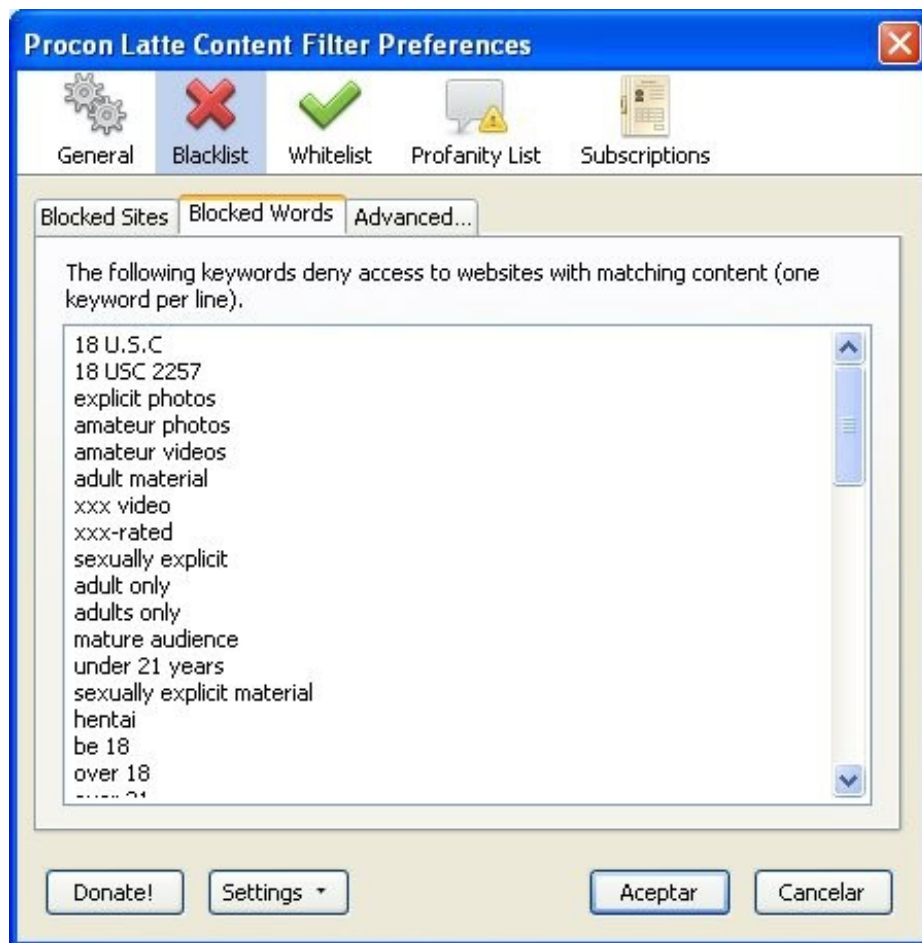 Procon Latte Content Filter Preferences
General Blacklist Whitelist Profanity List Subscriptions
Blocked Sites Blocked Words Advanced...
The following keywords deny access to websites with matching content (one
keyword per line).
18 U.S.C
18 USC 2257
explicit photos
amateur photos
amateur videos
adult material
xxx video
xxx-rated
sexually explicit
adult only
adults only
mature audience
under 21 years
sexually explicit material
hentai
be 18
over 18
Donate! Settings Aceptar Cancelar